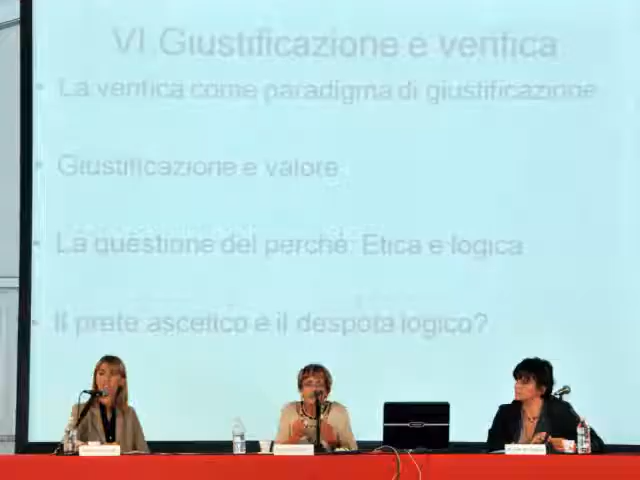 VI Giustificazione e verifica
• La verifica come paradigma di giustificazione
• Giustificazione e valore
• La questione del perché: Etica e logica
• Il prete ascetico e il despota logico?